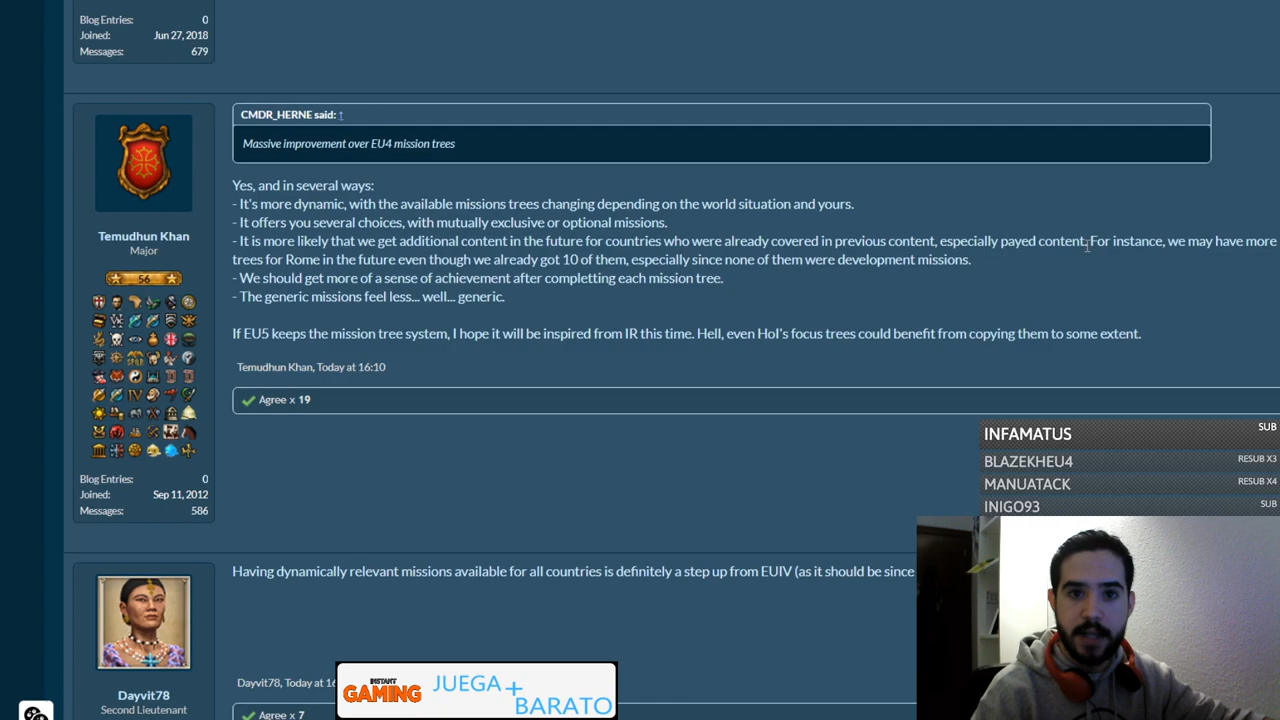 Blog Entries: 0
Joined: Jun 27, 2018
Messages: 679
Temudhun Khan
Major
56
Blog Entries: 0
Joined: Sep 11, 2012
Messages: 586
CMDR_HERNE said: ↑
Massive improvement over EU4 mission trees
Yes, and in several ways:
- It's more dynamic, with the available missions trees changing depending on the world situation and yours.
- It offers you several choices, with mutually exclusive or optional missions.
- It is more likely that we get additional content in the future for countries who were already covered in previous content, especially payed content. For instance, we may have more
trees for Rome in the future even though we already got 10 of them, especially since none of them were development missions.
- We should get more of a sense of achievement after completting each mission tree.
- The generic missions feel less... well... generic.
If EU5 keeps the mission tree system, I hope it will be inspired from IR this time. Hell, even HoI's focus trees could benefit from copying them to some extent.
Temudhun Khan, Today at 16:10
Agree x 19
INFAMATUS SUB
BLAZEKHEU4 RESUB X3
MANUATACK RESUB X4
INIGO93 SUB
Dayvit78
Second Lieutenant
Having dynamically relevant missions available for all countries is definitely a step up from EUIV (as it should be since
Dayvit78, Today at 16
Agree x 7
INSTANT
GAMING
JUEGA+
BARATO